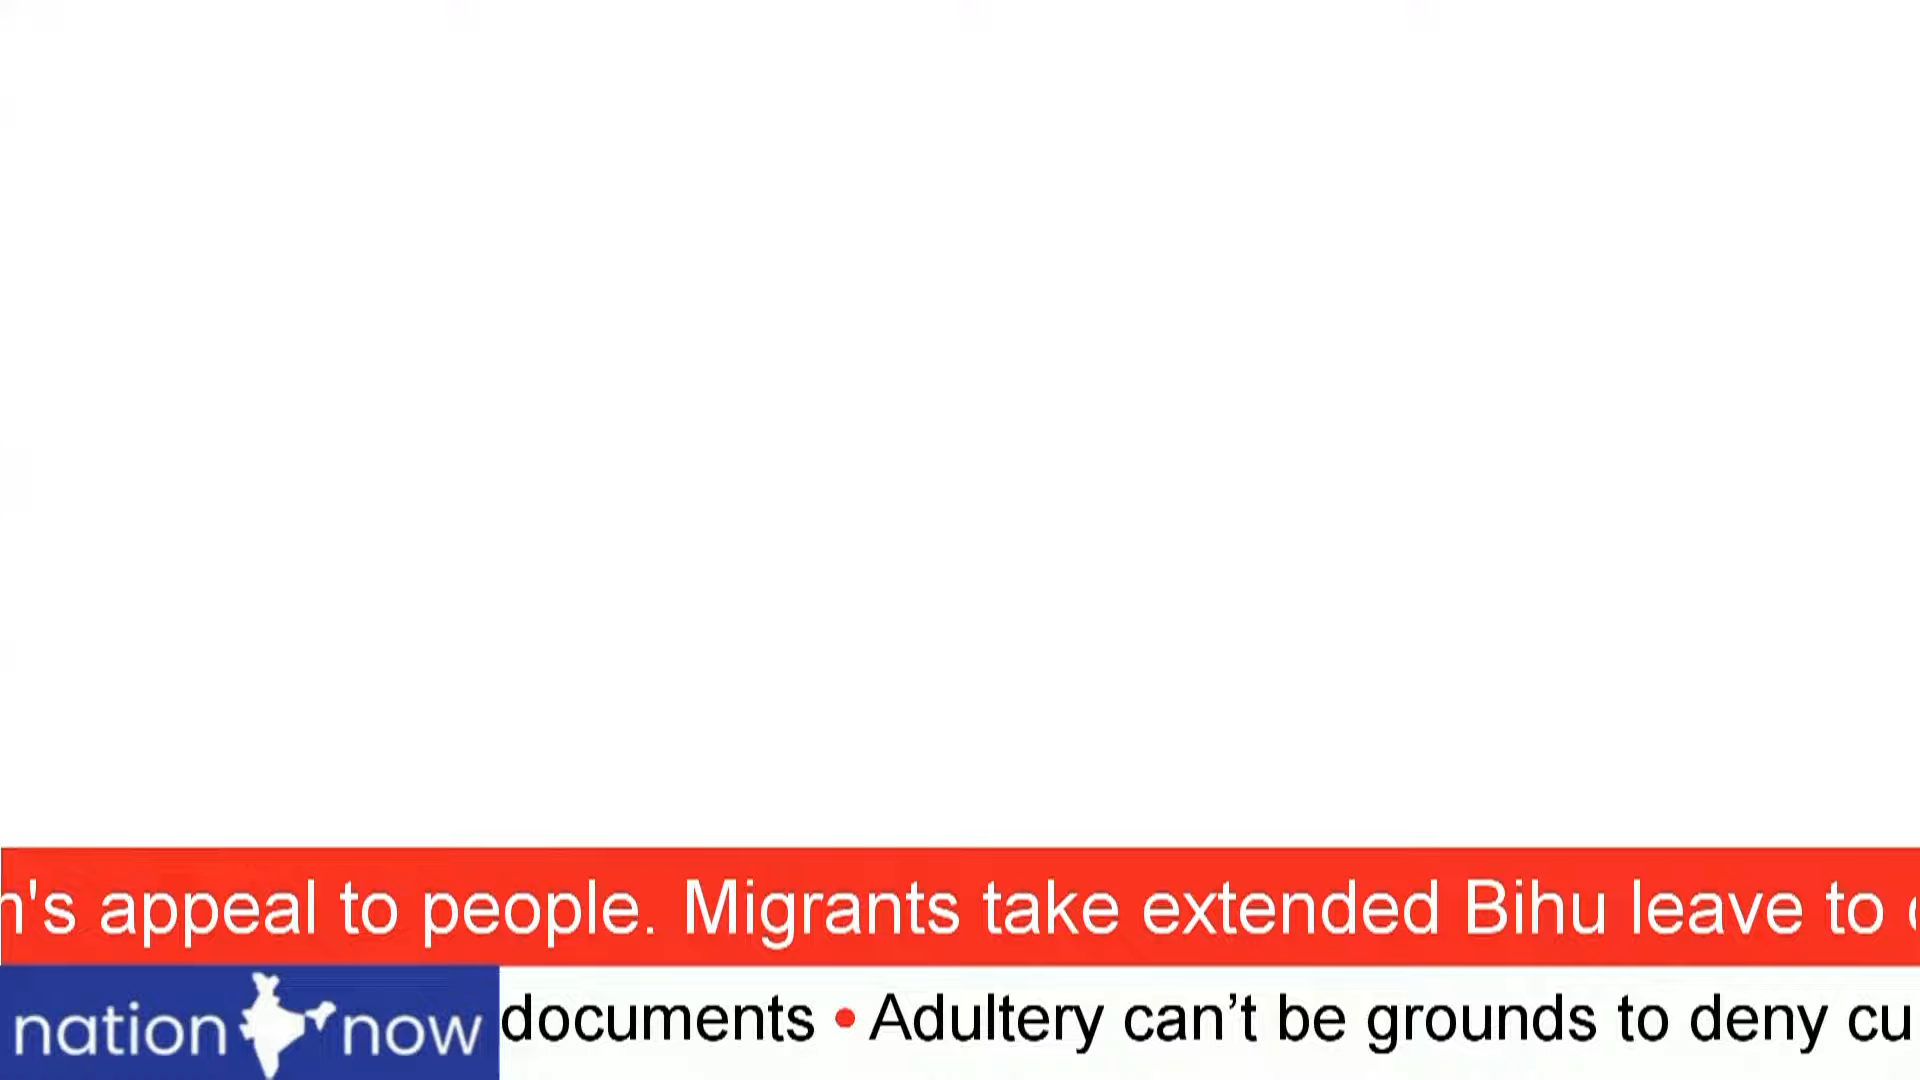 's appeal to people. Migrants take extended Bihu leave to
nation now
documents • Adultery can’t be grounds to deny